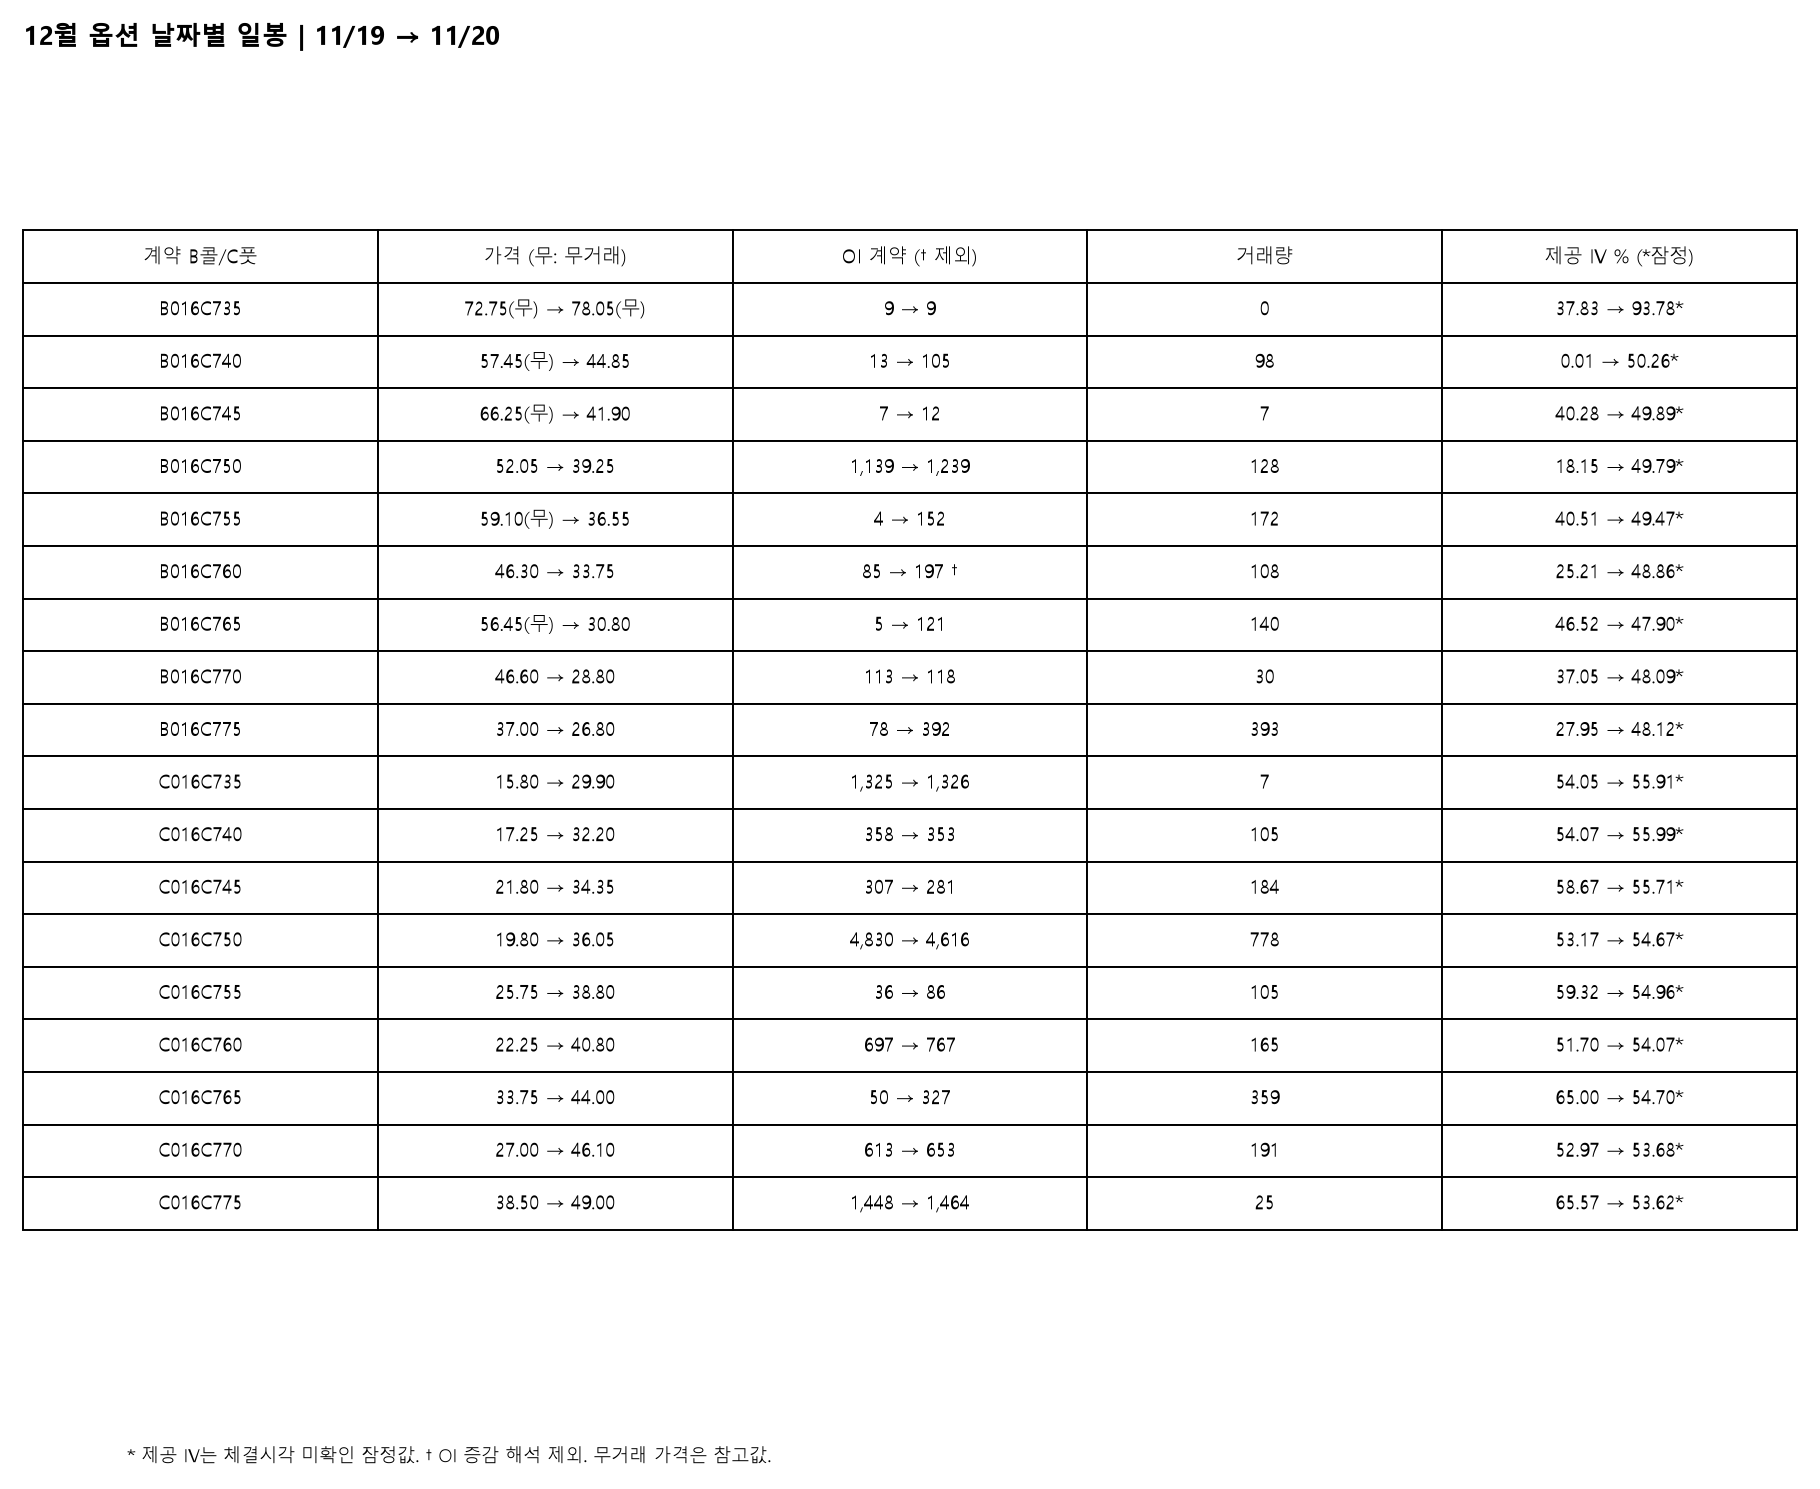 12월 옵션 날짜별 일봉 | 11/19 → 11/20
계약 B콜/C풋 가격 (무: 무거래) OI 계약 († 제외) 거래량 제공 IV % (*잠정)
B016C735 72.75(무) → 78.05(무) 9 → 9 0 37.83 → 93.78*
B016C740 57.45(무) → 44.85 13 → 105 98 0.01 → 50.26*
B016C745 66.25(무) → 41.90 7 → 12 7 40.28 → 49.89*
B016C750 52.05 → 39.25 1,139 → 1,239 128 18.15 → 49.79*
B016C755 59.10(무) → 36.55 4 → 152 172 40.51 → 49.47*
B016C760 46.30 → 33.75 85 → 197 † 108 25.21 → 48.86*
B016C765 56.45(무) → 30.80 5 → 121 140 46.52 → 47.90*
B016C770 46.60 → 28.80 113 → 118 30 37.05 → 48.09*
B016C775 37.00 → 26.80 78 → 392 393 27.95 → 48.12*
C016C735 15.80 → 29.90 1,325 → 1,326 7 54.05 → 55.91*
C016C740 17.25 → 32.20 358 → 353 105 54.07 → 55.99*
C016C745 21.80 → 34.35 307 → 281 184 58.67 → 55.71*
C016C750 19.80 → 36.05 4,830 → 4,616 778 53.17 → 54.67*
C016C755 25.75 → 38.80 36 → 86 105 59.32 → 54.96*
C016C760 22.25 → 40.80 697 → 767 165 51.70 → 54.07*
C016C765 33.75 → 44.00 50 → 327 359 65.00 → 54.70*
C016C770 27.00 → 46.10 613 → 653 191 52.97 → 53.68*
C016C775 38.50 → 49.00 1,448 → 1,464 25 65.57 → 53.62*
* 제공 IV는 체결시각 미확인 잠정값. † OI 증감 해석 제외. 무거래 가격은 참고값.